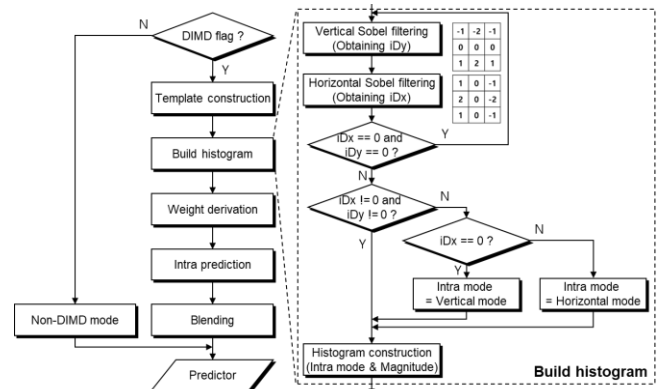 N
DIMD flag ?
Y
Template construction
Build histogram
Weight derivation
Intra prediction
Non-DIMD mode
Blending
Predictor
Vertical Sobel filtering
(Obtaining iDy)
-1 -2 -1
0 0 0
1 2 1
Horizontal Sobel filtering
(Obtaining iDx)
1 0 -1
2 0 -2
1 0 -1
iDx == 0 and
iDy == 0 ?
Y
N
iDx != 0 and
iDy != 0 ?
N
Y
iDx == 0 ?
N
Y
Intra mode
= Vertical mode
Intra mode
= Horizontal mode
Histogram construction
(Intra mode & Magnitude)
Build histogram